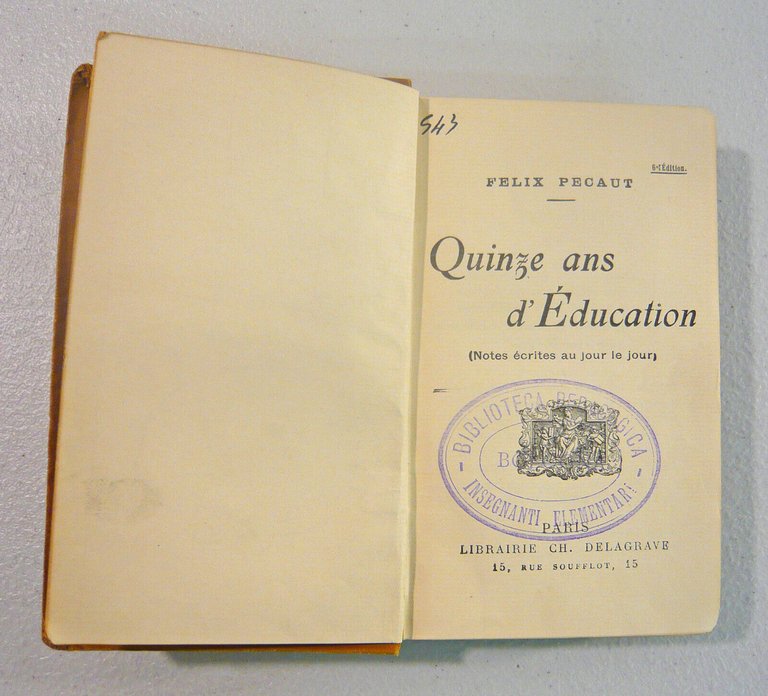 543
6e Édition.
FELIX PECAUT
Quinze ans
d'Éducation
(Notes écrites au jour le jour)
BIBLIOTECA PEDAGOGICA
INSEGNANTI ELEMENTARI
PARIS
LIBRAIRIE CH. DELAGRAVE
15, RUE SOUFFLOT, 15